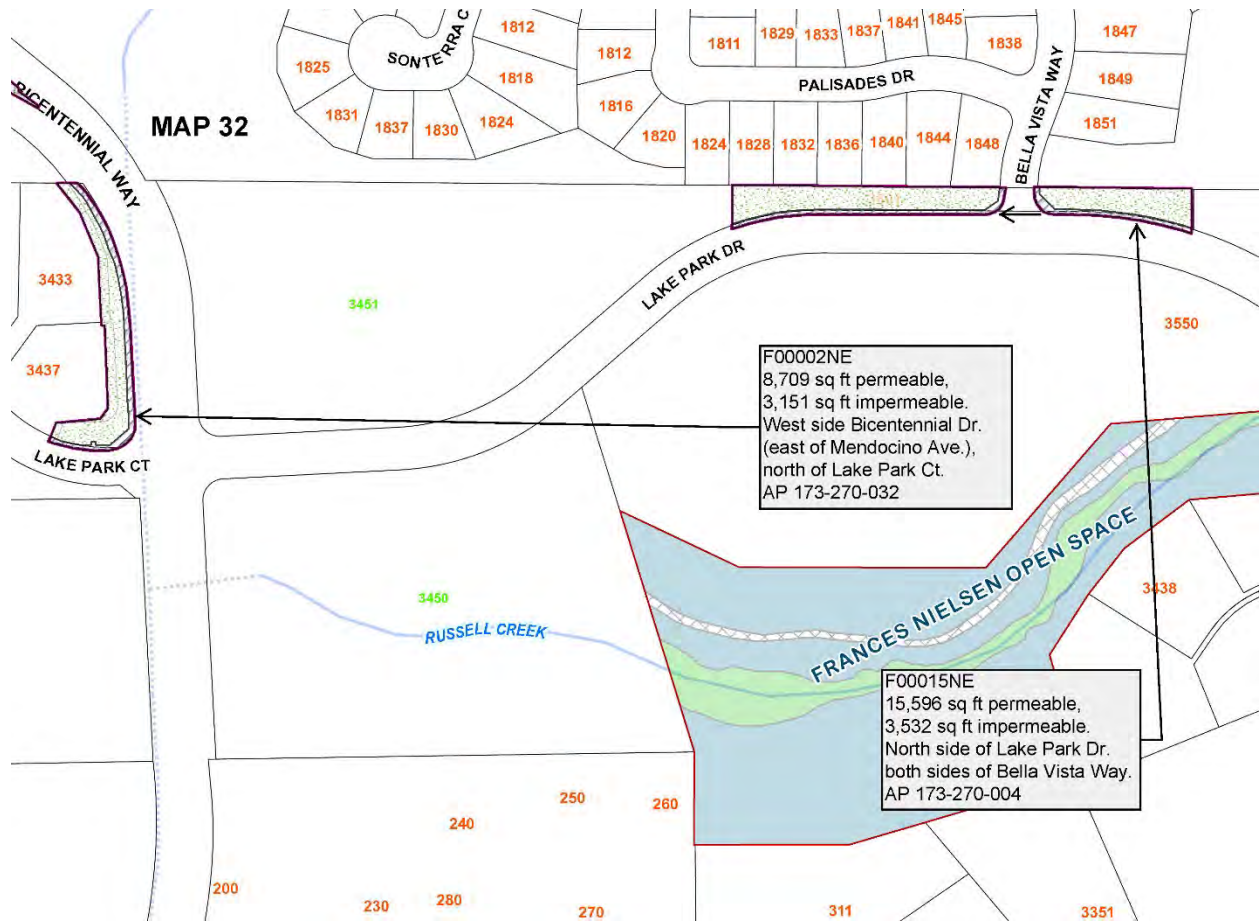 1812
SONTERRA C
1825
1818
1831
1837
1830
1824
1812
1816
1820
1811
1829
1833
1837
1841
1845
1838
PALISADES DR
1847
1849
1851
1824
1828
1832
1836
1840
1844
1848
BELLA VISTA WAY
BICENTENNIAL WAY
MAP 32
3433
3437
3451
LAKE PARK DR
3550
LAKE PARK CT
F00002NE
8,709 sq ft permeable,
3,151 sq ft impermeable.
West side Bicentennial Dr.
(east of Mendocino Ave.),
north of Lake Park Ct.
AP 173-270-032
FRANCES NIELSEN OPEN SPACE
3438
3450
RUSSELL CREEK
F00015NE
15,596 sq ft permeable,
3,532 sq ft impermeable.
North side of Lake Park Dr.
both sides of Bella Vista Way.
AP 173-270-004
250
260
240
200
230
280
270
311
3351